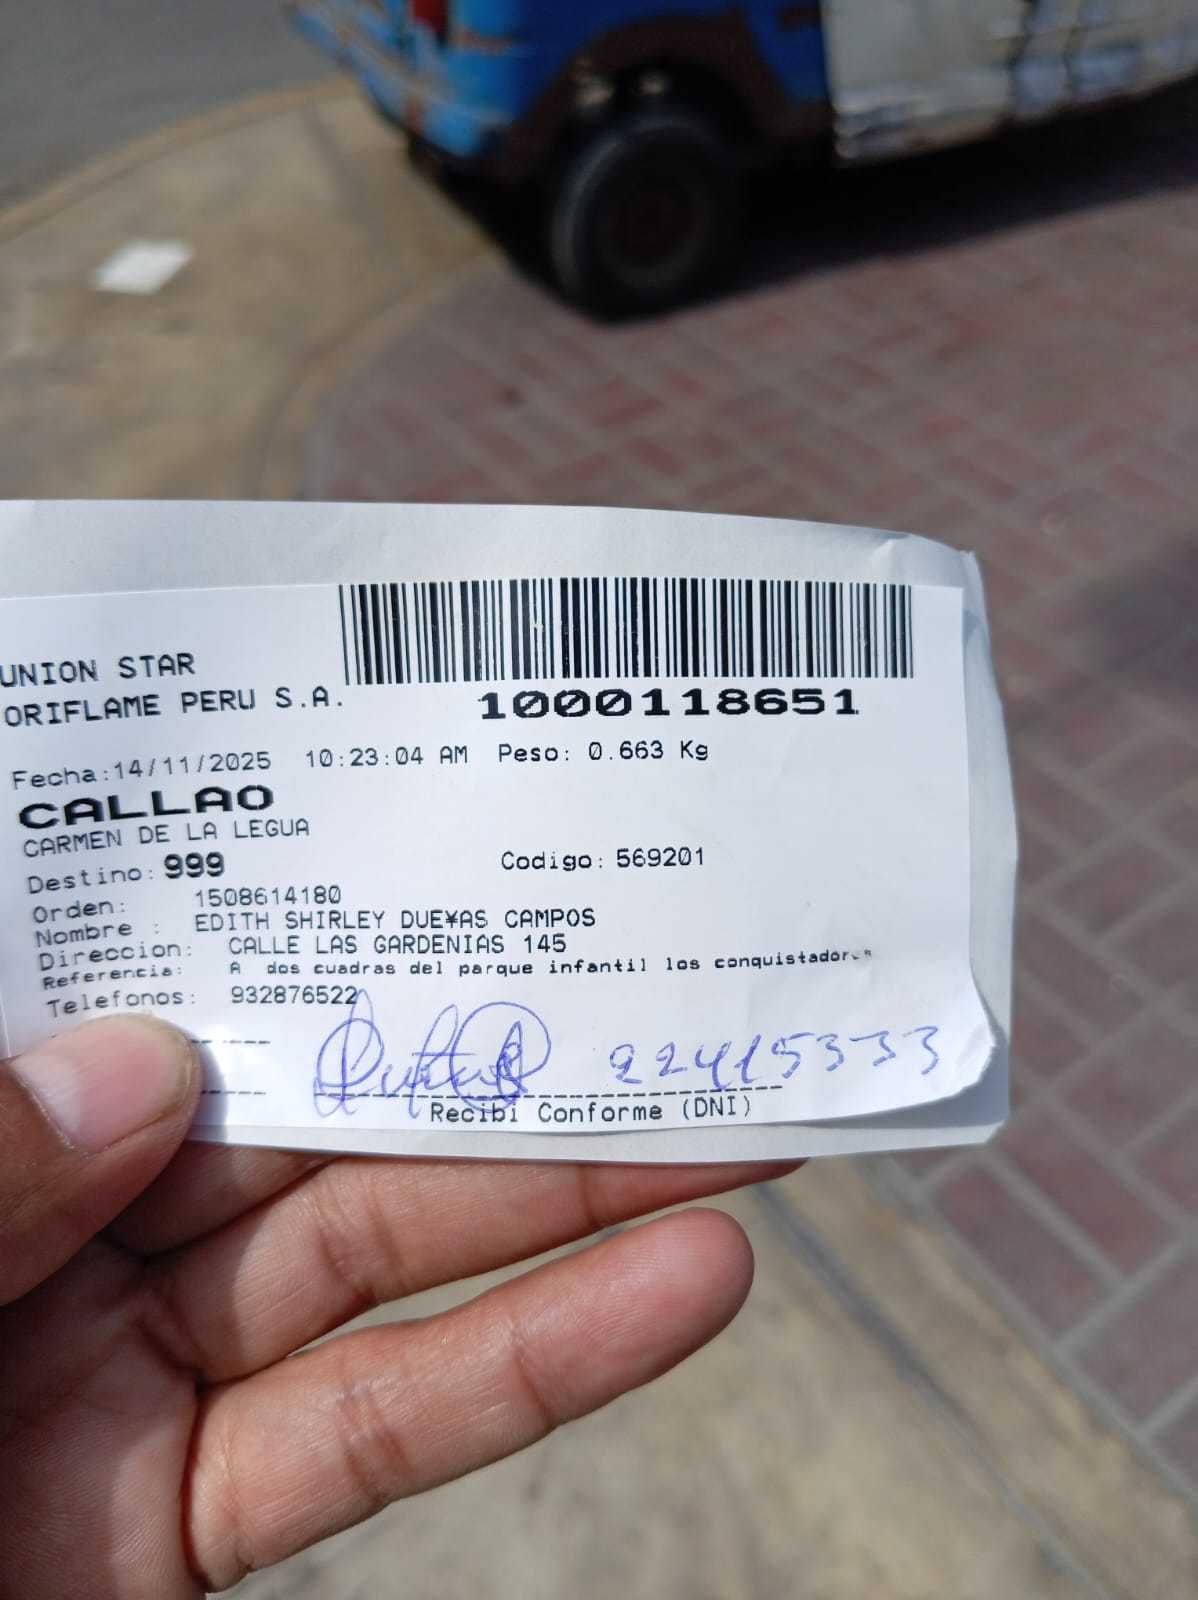 UNION STAR
ORIFLAME PERU S.A.
1000118651
Fecha:14/11/2025 10:23:04 AM Peso: 0.663 Kg
CALLAO
CARMEN DE LA LEGUA
Destino: 999 Codigo: 569201
Orden: 1508614180
Nombre : EDITH SHIRLEY DUE¥AS CAMPOS
Direccion: CALLE LAS GARDENIAS 145
Referencia: A dos cuadras del parque infantil los conquistadores
Telefonos: 932876522
22415333
Recibi Conforme (DNI)